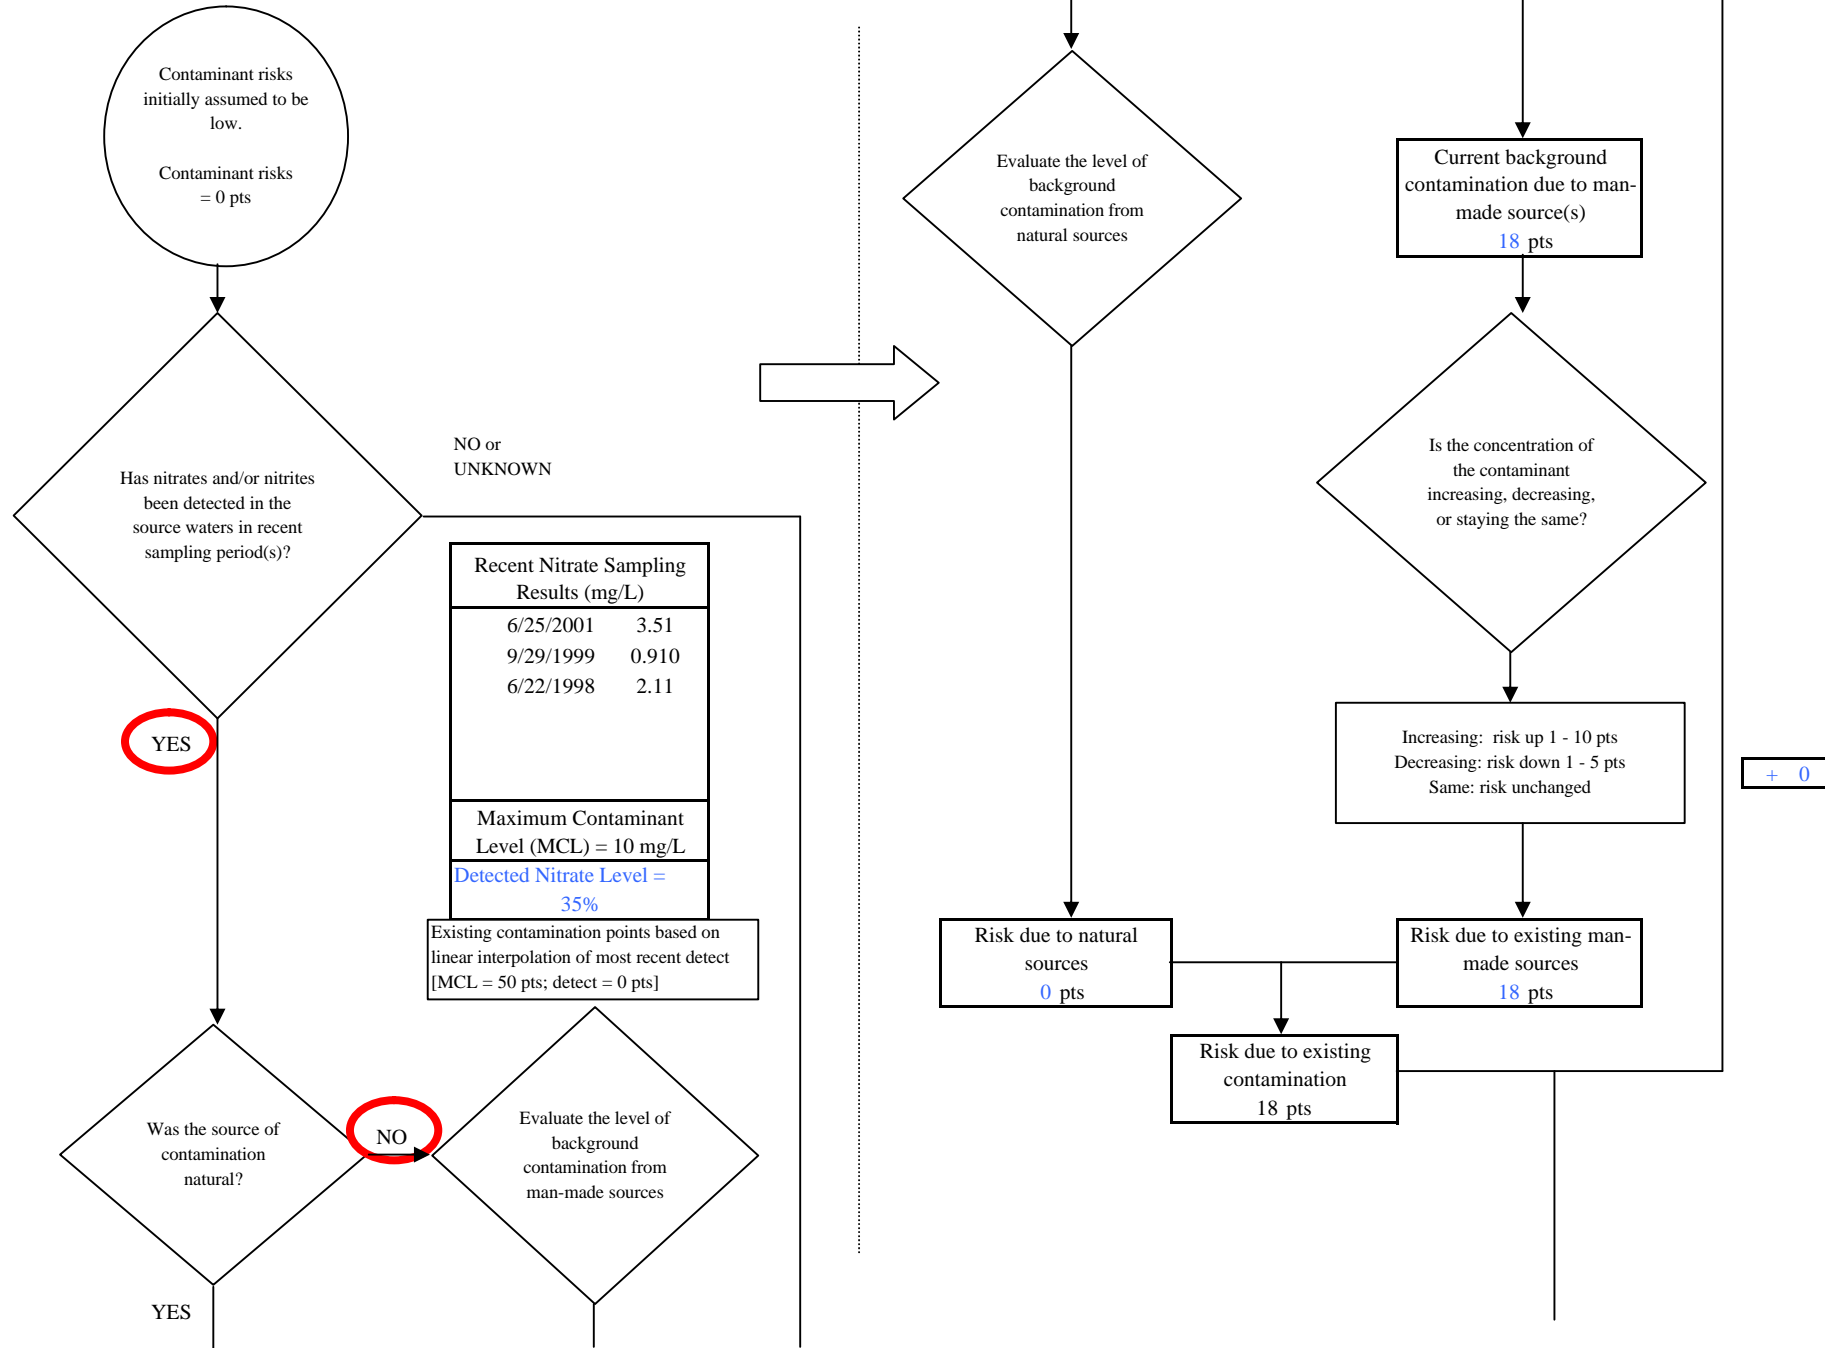 Contaminant risks
initially assumed to be
low.
Contaminant risks
= 0 pts
Has nitrates and/or nitrites
been detected in the
source waters in recent
sampling period(s)?
NO or
UNKNOWN
YES
Recent Nitrate Sampling
Results (mg/L)
6/25/2001 3.51
9/29/1999 0.910
6/22/1998 2.11
Maximum Contaminant
Level (MCL) = 10 mg/L
Detected Nitrate Level =
35%
Existing contamination points based on
linear interpolation of most recent detect
[MCL = 50 pts; detect = 0 pts]
Was the source of
contamination
natural?
NO
Evaluate the level of
background
contamination from
man-made sources
YES
Evaluate the level of
background
contamination from
natural sources
Current background
contamination due to man-
made source(s)
18 pts
Is the concentration of
the contaminant
increasing, decreasing,
or staying the same?
Increasing: risk up 1 - 10 pts
Decreasing: risk down 1 - 5 pts
Same: risk unchanged
+ 0
Risk due to natural
sources
0 pts
Risk due to existing man-
made sources
18 pts
Risk due to existing
contamination
18 pts